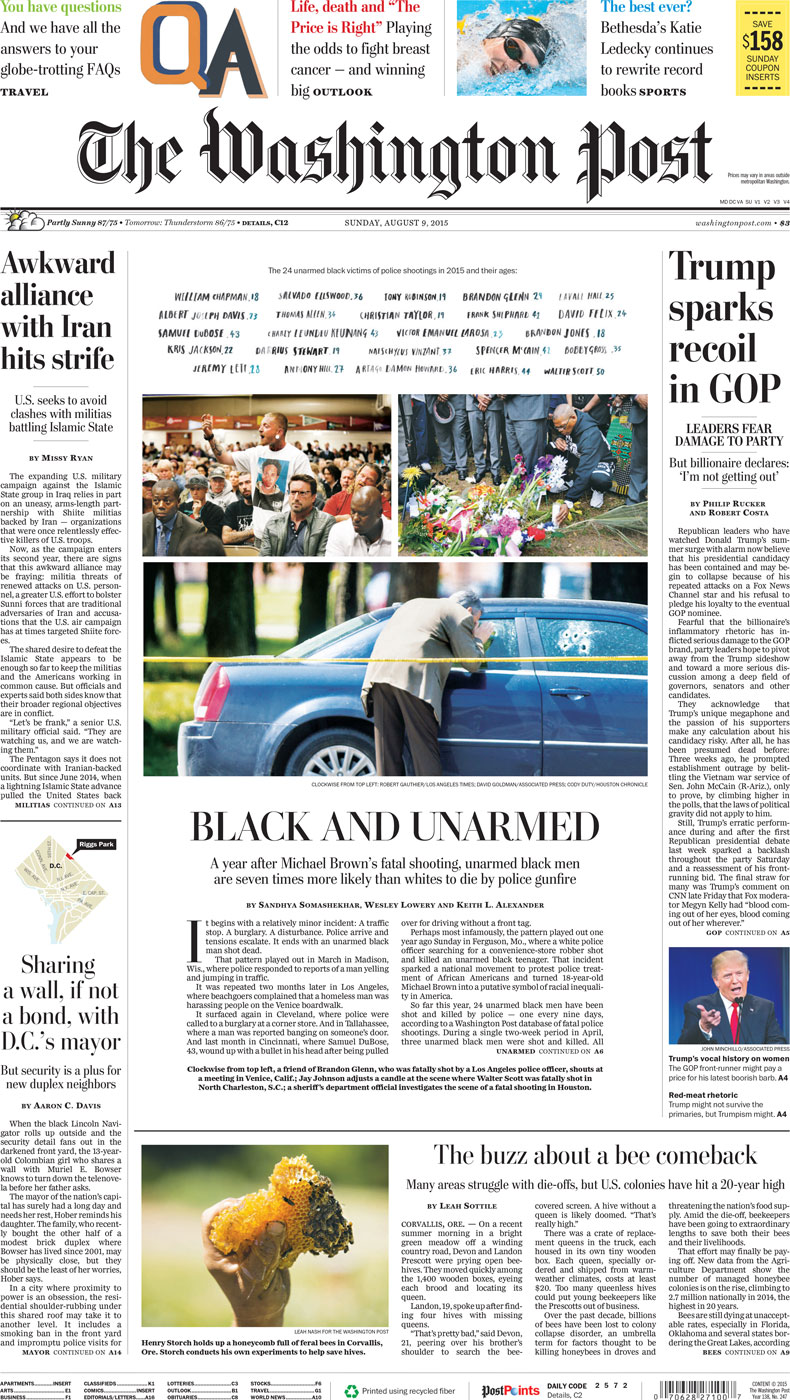 You have questions
And we have all the
answers to your
globe-trotting FAQs
TRAVEL
QA
Life, death and “The
Price is Right” Playing
the odds to fight breast
cancer — and winning
big OUTLOOK
The best ever?
Bethesda’s Katie
Ledecky continues
to rewrite record
books SPORTS
SAVE
$158
SUNDAY
COUPON
INSERTS
The Washington Post
Prices may vary in areas outside
metropolitan Washington.
MD DC VA SU V1 V2 V3 V4
Partly Sunny 87/75 • Tomorrow: Thunderstorm 86/75 • DETAILS, C12
SUNDAY, AUGUST 9, 2015
washingtonpost.com • $3
Awkward
alliance
with Iran
hits strife
U.S. seeks to avoid
clashes with militias
battling Islamic State
BY MISSY RYAN
The expanding U.S. military
campaign against the Islamic
State group in Iraq relies in part
on an uneasy, arms-length part-
nership with Shiite militias
backed by Iran — organizations
that were once relentlessly effec-
tive killers of U.S. troops.
Now, as the campaign enters
its second year, there are signs
that this awkward alliance may
be fraying: militia threats of
renewed attacks on U.S. person-
nel, a greater U.S. effort to bolster
Sunni forces that are traditional
adversaries of Iran and accusa-
tions that the U.S. air campaign
has at times targeted Shiite forc-
es.
The shared desire to defeat the
Islamic State appears to be
enough so far to keep the militias
and the Americans working in
common cause. But officials and
experts said both sides know that
their broader regional objectives
are in conflict.
“Let’s be frank,” a senior U.S.
military official said. “They are
watching us, and we are watch-
ing them.”
The Pentagon says it does not
coordinate with Iranian-backed
units. But since June 2014, when
a lightning Islamic State advance
pulled the United States back
MILITIAS CONTINUED ON A13
Riggs Park
D.C.
Sharing
a wall, if not
a bond, with
D.C.’s mayor
But security is a plus for
new duplex neighbors
BY AARON C. DAVIS
When the black Lincoln Navi-
gator rolls up outside and the
security detail fans out in the
darkened front yard, the 13-year-
old Colombian girl who shares a
wall with Muriel E. Bowser
knows to turn down the telenove-
la before her father asks.
The mayor of the nation’s capi-
tal has surely had a long day and
needs her rest, Hober reminds his
daughter. The family, who recent-
ly bought the other half of a
modest brick duplex where
Bowser has lived since 2001, may
be physically close, but they
should be the least of her worries,
Hober says.
In a city where proximity to
power is an obsession, the resi-
dential shoulder-rubbing under
this shared roof may take it to
another level. It includes a
smoking ban in the front yard
and impromptu police visits for
MAYOR CONTINUED ON A14
The 24 unarmed black victims of police shootings in 2015 and their ages:
WILLIAM CHAPMAN, 18 SALVADO ELLSWOOD, 36 TONY ROBINSON, 19 BRANDON GLENN 29 LAVALL HALL 25
ALBERT JOSEPH DAVIS, 23 THOMAS ALLEN, 34 CHRISTIAN TAYLOR, 19 FRANK SHEPHARD 41 DAVID FELIX, 24
SAMUEL DUBOSE, 43 CHARLY LEUNDEU KEUNANG 43 VICTOR EMANUEL LAROSA, 23 BRANDON JONES, 18
KRIS JACKSON, 22 DARRIUS STEWART, 19 NAESCHYLUS VINZANT 37 SPENCER McCAIN, 41 BOBBY GROSS, 35
JEREMY LETT, 28 ANTHONY HILL, 27 ARTAGO DAMON HOWARD, 36 ERIC HARRIS, 44 WALTER SCOTT 50
CLOCKWISE FROM TOP LEFT: ROBERT GAUTHIER/LOS ANGELES TIMES; DAVID GOLDMAN/ASSOCIATED PRESS; CODY DUTY/HOUSTON CHRONICLE
BLACK AND UNARMED
A year after Michael Brown’s fatal shooting, unarmed black men
are seven times more likely than whites to die by police gunfire
BY SANDHYA SOMASHEKHAR, WESLEY LOWERY AND KEITH L. ALEXANDER
It begins with a relatively minor incident: A traffic
stop. A burglary. A disturbance. Police arrive and
tensions escalate. It ends with an unarmed black
man shot dead.
That pattern played out in March in Madison,
Wis., where police responded to reports of a man yelling
and jumping in traffic.
It was repeated two months later in Los Angeles,
where beachgoers complained that a homeless man was
harassing people on the Venice boardwalk.
It surfaced again in Cleveland, where police were
called to a burglary at a corner store. And in Tallahassee,
where a man was reported banging on someone’s door.
And last month in Cincinnati, where Samuel DuBose,
43, wound up with a bullet in his head after being pulled
over for driving without a front tag.
Perhaps most infamously, the pattern played out one
year ago Sunday in Ferguson, Mo., where a white police
officer searching for a convenience-store robber shot
and killed an unarmed black teenager. That incident
sparked a national movement to protest police treat-
ment of African Americans and turned 18-year-old
Michael Brown into a putative symbol of racial inequali-
ty in America.
So far this year, 24 unarmed black men have been
shot and killed by police — one every nine days,
according to a Washington Post database of fatal police
shootings. During a single two-week period in April,
three unarmed black men were shot and killed. All
UNARMED CONTINUED ON A6
Clockwise from top left, a friend of Brandon Glenn, who was fatally shot by a Los Angeles police officer, shouts at
a meeting in Venice, Calif.; Jay Johnson adjusts a candle at the scene where Walter Scott was fatally shot in
North Charleston, S.C.; a sheriff’s department official investigates the scene of a fatal shooting in Houston.
Trump
sparks
recoil
in GOP
LEADERS FEAR
DAMAGE TO PARTY
But billionaire declares:
‘I’m not getting out’
BY PHILIP RUCKER
AND ROBERT COSTA
Republican leaders who have
watched Donald Trump’s sum-
mer surge with alarm now believe
that his presidential candidacy
has been contained and may be-
gin to collapse because of his
repeated attacks on a Fox News
Channel star and his refusal to
pledge his loyalty to the eventual
GOP nominee.
Fearful that the billionaire’s
inflammatory rhetoric has in-
flicted serious damage to the GOP
brand, party leaders hope to pivot
away from the Trump sideshow
and toward a more serious dis-
cussion among a deep field of
governors, senators and other
candidates.
They acknowledge that
Trump’s unique megaphone and
the passion of his supporters
make any calculation about his
candidacy risky. After all, he has
been presumed dead before:
Three weeks ago, he prompted
establishment outrage by belit-
tling the Vietnam war service of
Sen. John McCain (R-Ariz.), only
to prove, by climbing higher in
the polls, that the laws of political
gravity did not apply to him.
Still, Trump’s erratic perform-
ance during and after the first
Republican presidential debate
last week sparked a backlash
throughout the party Saturday
and a reassessment of his front-
running bid. The final straw for
many was Trump’s comment on
CNN late Friday that Fox modera-
tor Megyn Kelly had “blood com-
ing out of her eyes, blood coming
out of her wherever.”
GOP CONTINUED ON A5
JOHN MINCHILLO/ASSOCIATED PRESS
Trump’s vocal history on women
The GOP front-runner might pay a
price for his latest boorish barb. A4
Red-meat rhetoric
Trump might not survive the
primaries, but Trumpism might. A4
LEAH NASH FOR THE WASHINGTON POST
Henry Storch holds up a honeycomb full of feral bees in Corvallis,
Ore. Storch conducts his own experiments to help save hives.
The buzz about a bee comeback
Many areas struggle with die-offs, but U.S. colonies have hit a 20-year high
BY LEAH SOTTILE
CORVALLIS, ORE. — On a recent
summer morning in a bright
green meadow off a winding
country road, Devon and Landon
Prescott were prying open bee-
hives. They moved quickly among
the 1,400 wooden boxes, eyeing
each brood and locating its
queen.
Landon, 19, spoke up after find-
ing four hives with missing
queens.
“That’s pretty bad,” said Devon,
21, peering over his brother’s
shoulder to search the bee-
covered screen. A hive without a
queen is likely doomed. “That’s
really high.”
There was a crate of replace-
ment queens in the truck, each
housed in its own tiny wooden
box. Each queen, specially or-
dered and shipped from warm-
weather climates, costs at least
$20. Too many queenless hives
could put young beekeepers like
the Prescotts out of business.
Over the past decade, billions
of bees have been lost to colony
collapse disorder, an umbrella
term for factors thought to be
killing honeybees in droves and
threatening the nation’s food sup-
ply. Amid the die-off, beekeepers
have been going to extraordinary
lengths to save both their bees
and their livelihoods.
That effort may finally be pay-
ing off. New data from the Agri-
culture Department show the
number of managed honeybee
colonies is on the rise, climbing to
2.7 million nationally in 2014, the
highest in 20 years.
Bees are still dying at unaccept-
able rates, especially in Florida,
Oklahoma and several states bor-
dering the Great Lakes, according
BEES CONTINUED ON A9
APARTMENTS INSERT
ARTS E1
BUSINESS F1
CLASSIFIEDS K1
COMICS INSERT
EDITORIALS/LETTERS A16
LOTTERIES C3
OUTLOOK B1
OBITUARIES C8
STOCKS F6
TRAVEL G1
WORLD NEWS A10
Printed using recycled fiber
PostPoints
DAILY CODE 2 5 7 2
Details, C2
0 70628 27100
CONTENT © 2015
The Washington Post
Year 138, No. 247